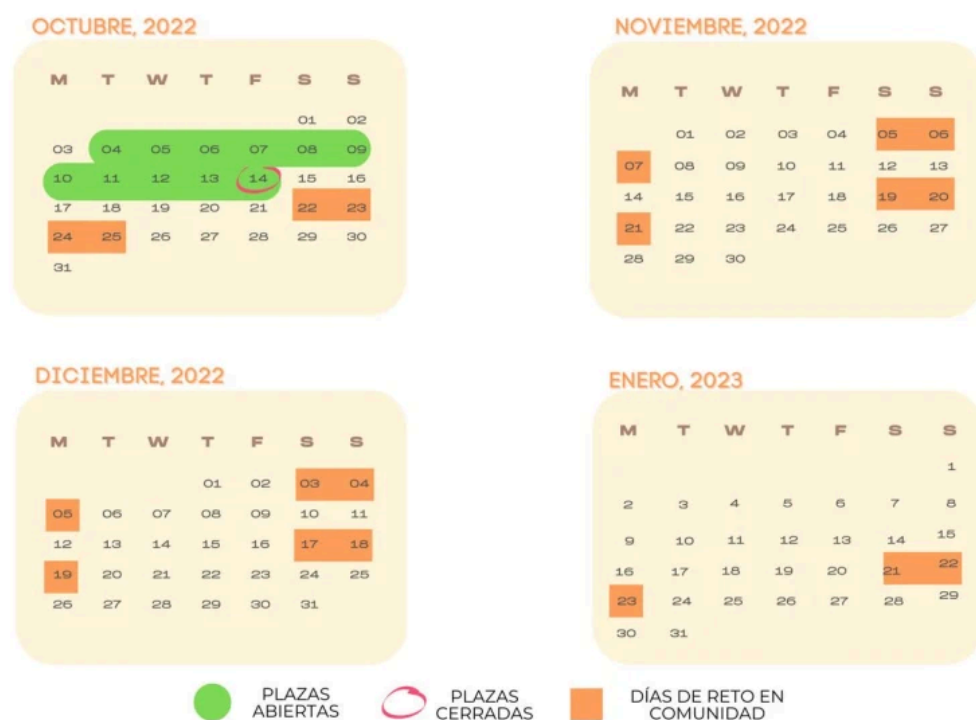 OCTUBRE, 2022
M T W T F S S
01 02
03 04 05 06 07 08 09
10 11 12 13 14 15 16
17 18 19 20 21 22 23
24 25 26 27 28 29 30
31
NOVIEMBRE, 2022
M T W T F S S
01 02 03 04 05 06
07 08 09 10 11 12 13
14 15 16 17 18 19 20
21 22 23 24 25 26 27
28 29 30
DICIEMBRE, 2022
M T W T F S S
01 02 03 04
05 06 07 08 09 10 11
12 13 14 15 16 17 18
19 20 21 22 23 24 25
26 27 28 29 30 31
ENERO, 2023
M T W T F S S
1
2 3 4 5 6 7 8
9 10 11 12 13 14 15
16 17 18 19 20 21 22
23 24 25 26 27 28 29
30 31
PLAZAS
ABIERTAS
PLAZAS
CERRADAS
DÍAS DE RETO EN
COMUNIDAD